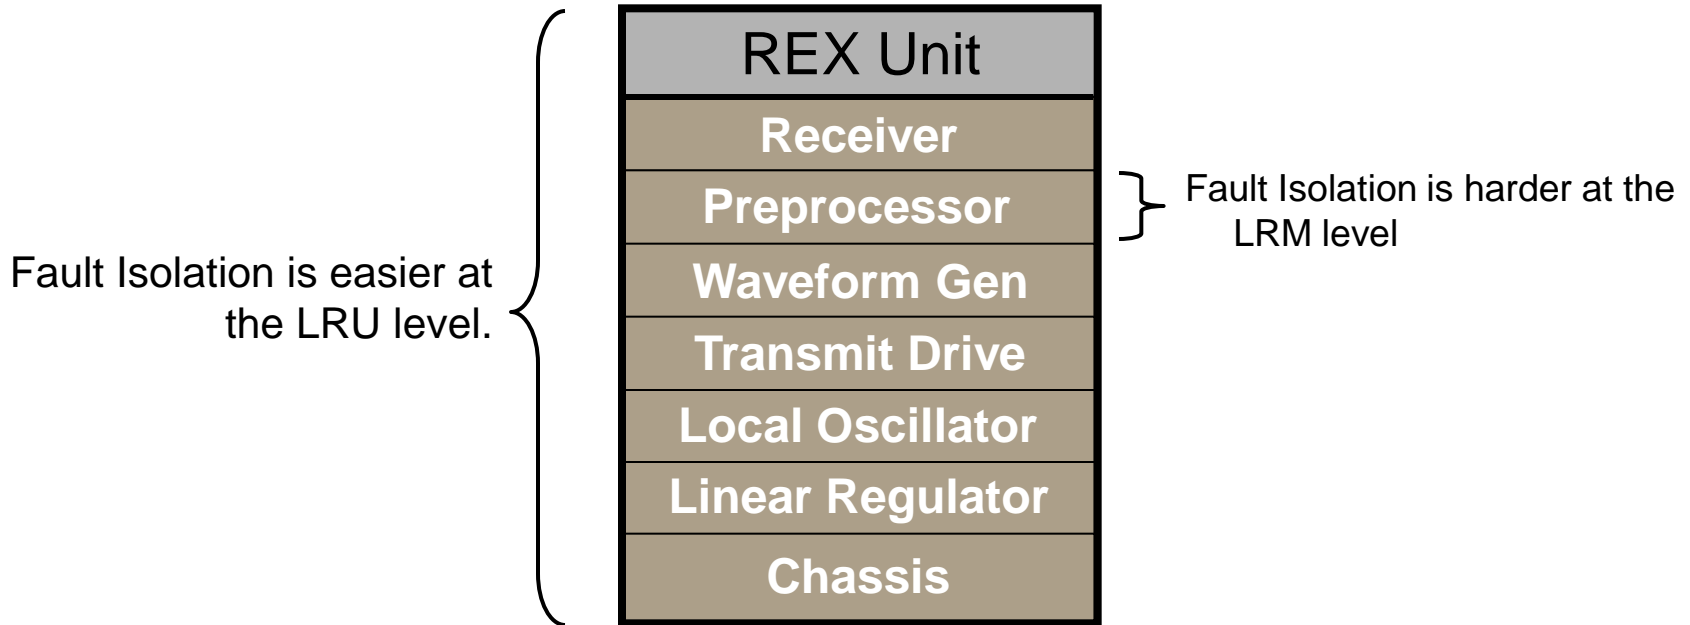 REX Unit
Receiver
Preprocessor
Waveform Gen
Transmit Drive
Local Oscillator
Linear Regulator
Chassis
Fault Isolation is easier at
the LRU level.
Fault Isolation is harder at the
LRM level